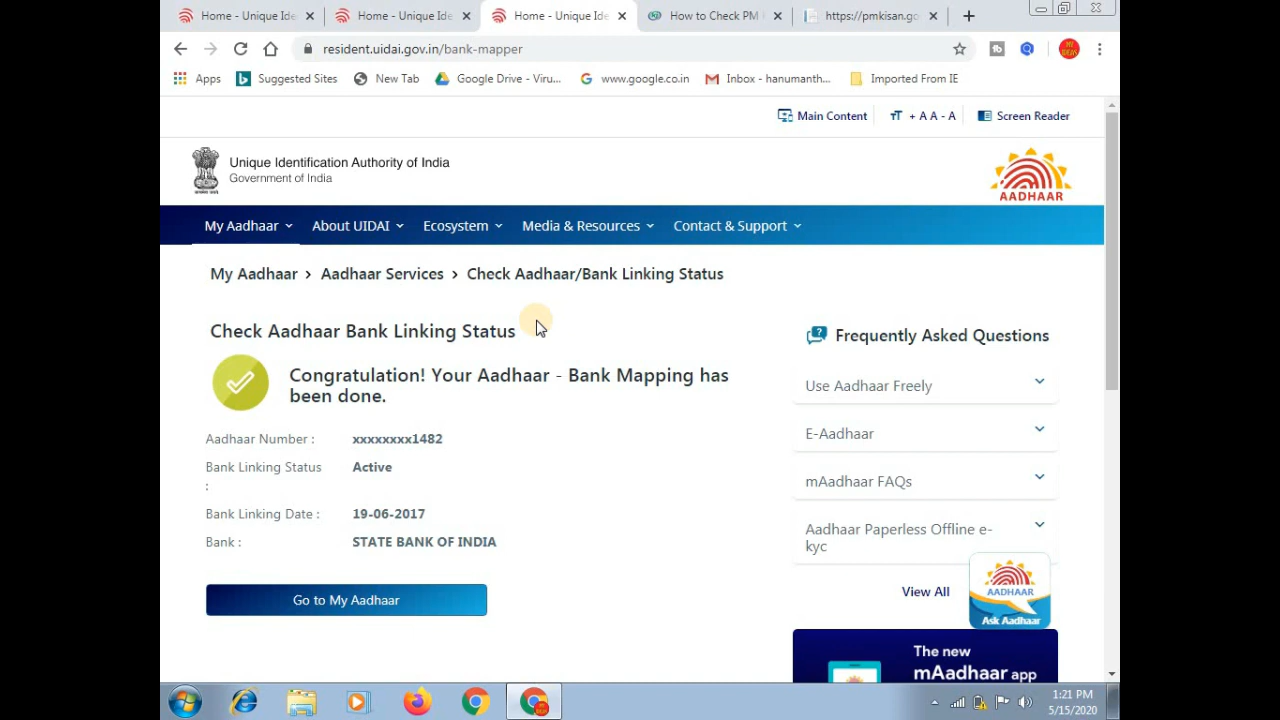 Home - Unique Ide
Home - Unique Ide
Home - Unique Ide
How to Check PM
https://pmkisan.go
resident.uidai.gov.in/bank-mapper
Apps
Suggested Sites
New Tab
Google Drive - Viru...
www.google.co.in
Inbox - hanumanth...
Imported From IE
Main Content
+ A A - A
Screen Reader
Unique Identification Authority of India
Government of India
AADHAAR
My Aadhaar
About UIDAI
Ecosystem
Media & Resources
Contact & Support
My Aadhaar › Aadhaar Services › Check Aadhaar/Bank Linking Status
Check Aadhaar Bank Linking Status
Congratulation! Your Aadhaar - Bank Mapping has
been done.
Aadhaar Number : xxxxxxxx1482
Bank Linking Status Active
:
Bank Linking Date : 19-06-2017
Bank : STATE BANK OF INDIA
Go to My Aadhaar
Frequently Asked Questions
Use Aadhaar Freely
E-Aadhaar
mAadhaar FAQs
Aadhaar Paperless Offline e-
kyc
View All
AADHAAR
Ask Aadhaar
The new
mAadhaar app
1:21 PM
5/15/2020